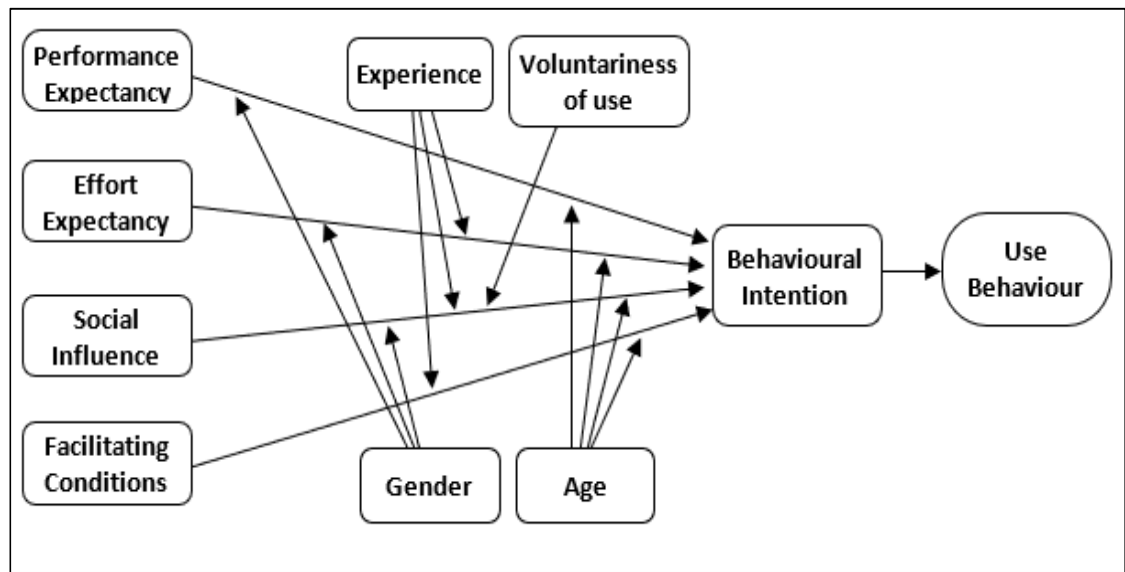 Performance
Expectancy
Experience
Voluntariness
of use
Effort
Expectancy
Behavioural
Intention
Use
Behaviour
Social
Influence
Facilitating
Conditions
Gender
Age